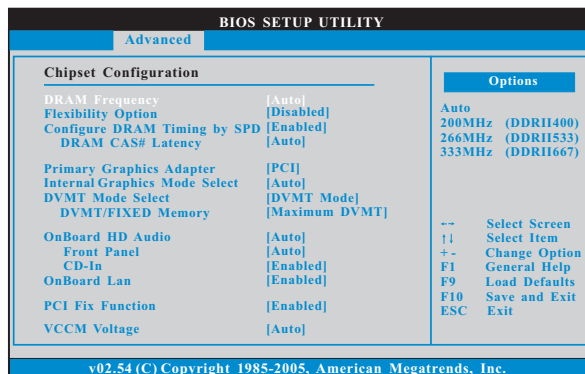 BIOS SETUP UTILITY
Advanced
Chipset Configuration
DRAM Frequency [Auto]
Flexibility Option [Disabled]
Configure DRAM Timing by SPD [Enabled]
DRAM CAS# Latency [Auto]
Primary Graphics Adapter [PCI]
Internal Graphics Mode Select [Auto]
DVMT Mode Select [DVMT Mode]
DVMT/FIXED Memory [Maximum DVMT]
OnBoard HD Audio [Auto]
Front Panel [Auto]
CD-In [Enabled]
OnBoard Lan [Enabled]
PCI Fix Function [Enabled]
VCCM Voltage [Auto]
Options
Auto
200MHz (DDRII400)
266MHz (DDRII533)
333MHz (DDRII667)
←→ Select Screen
↑↓ Select Item
+ - Change Option
F1 General Help
F9 Load Defaults
F10 Save and Exit
ESC Exit
v02.54 (C) Copyright 1985-2005, American Megatrends, Inc.